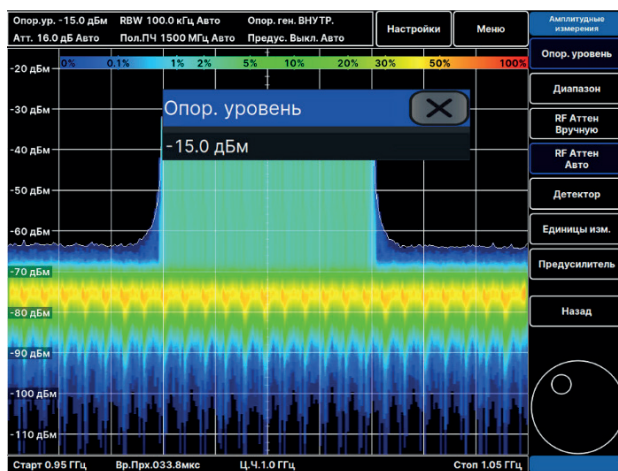 Опор.ур. -15.0 дБм RBW 100.0 кГц Авто Опор. ген. ВНУТР.
Атт. 16.0 дБ Авто Пол.ПЧ 1500 МГц Авто Предус. Выкл. Авто
Настройки
Меню
Амплитудные
измерения
Опор. уровень
Диапазон
RF Аттен
Вручную
RF Аттен
Авто
Детектор
Единицы изм.
Предусилитель
Назад
0% 0.1% 1% 2% 5% 10% 20% 30% 50% 100%
Опор. уровень
-15.0 дБм
-20 дБм
-30 дБм
-40 дБм
-50 дБм
-60 дБм
-70 дБм
-80 дБм
-90 дБм
-100 дБм
-110 дБм
Старт 0.95 ГГц Вр.Прх.033.8мкс Ц.Ч.1.0 ГГц Стоп 1.05 ГГц